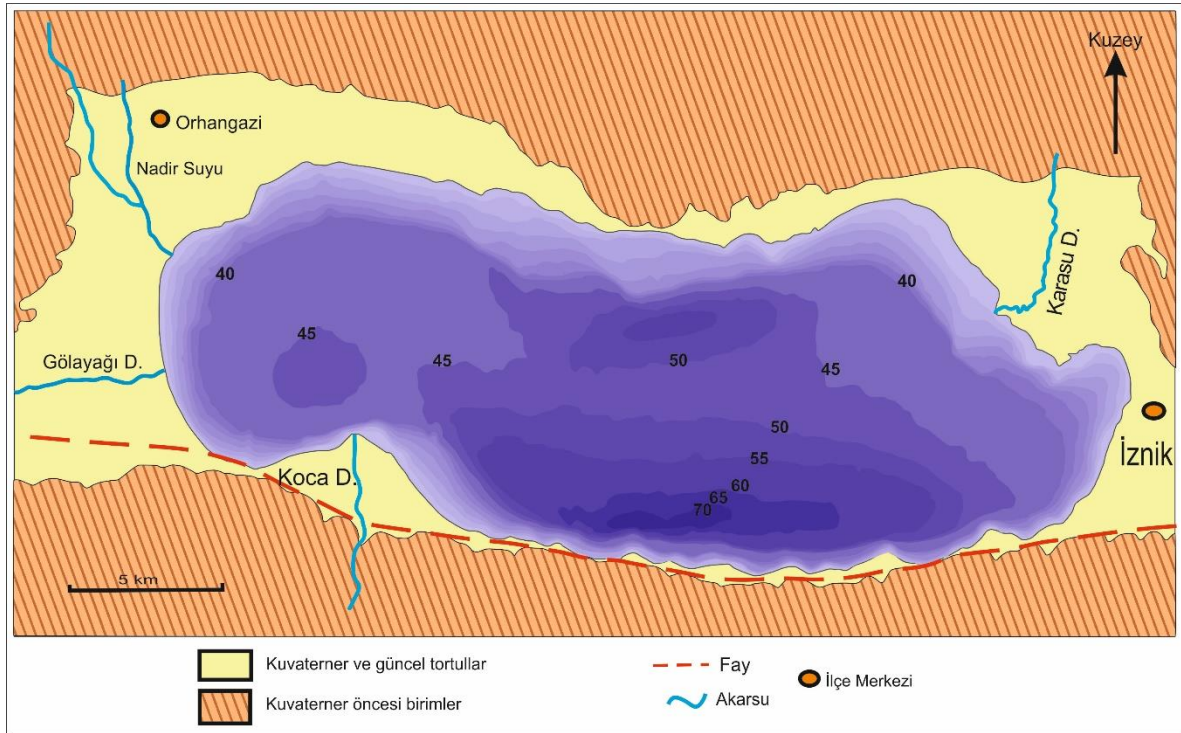 Kuzey
Orhangazi
Nadir Suyu
Karasu D.
40
40
45
45
50
45
Gölayağı D.
50
İznik
55
Koca D.
60
65
70
5 km
Kuvaterner ve güncel tortullar
Fay
İlçe Merkezi
Kuvaterner öncesi birimler
Akarsu